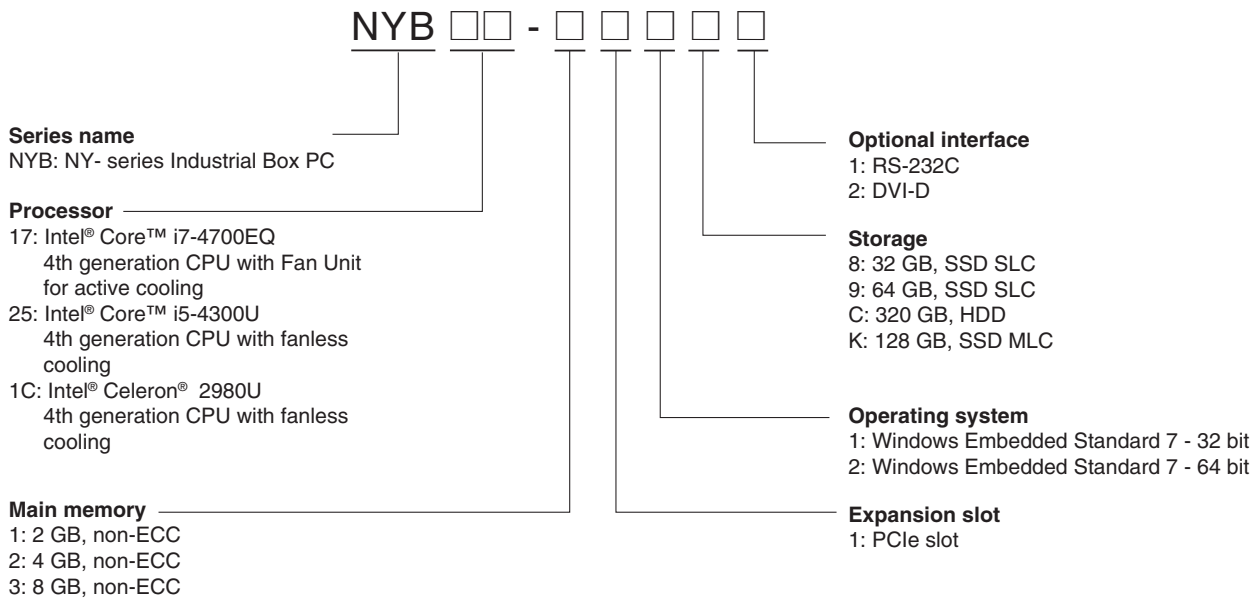 NYB □□ - □ □ □ □ □
Series name
NYB: NY- series Industrial Box PC
Processor
17: Intel® Core™ i7-4700EQ
4th generation CPU with Fan Unit
for active cooling
25: Intel® Core™ i5-4300U
4th generation CPU with fanless
cooling
1C: Intel® Celeron® 2980U
4th generation CPU with fanless
cooling
Main memory
1: 2 GB, non-ECC
2: 4 GB, non-ECC
3: 8 GB, non-ECC
Optional interface
1: RS-232C
2: DVI-D
Storage
8: 32 GB, SSD SLC
9: 64 GB, SSD SLC
C: 320 GB, HDD
K: 128 GB, SSD MLC
Operating system
1: Windows Embedded Standard 7 - 32 bit
2: Windows Embedded Standard 7 - 64 bit
Expansion slot
1: PCIe slot